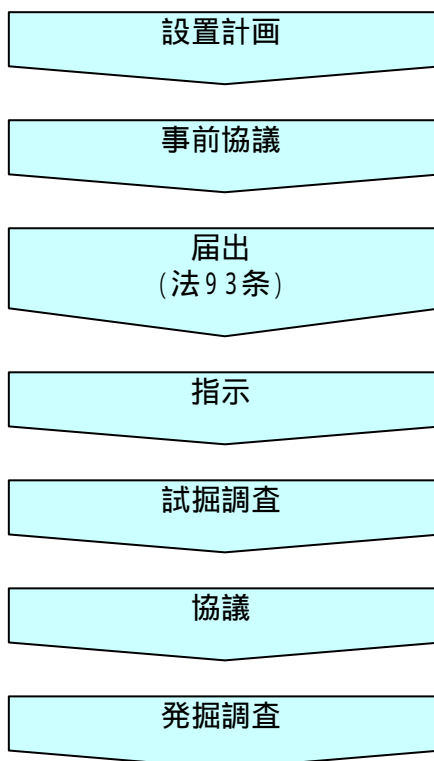 設置計画
事前協議
届出
(法93条)
指示
試掘調査
協議
発掘調査